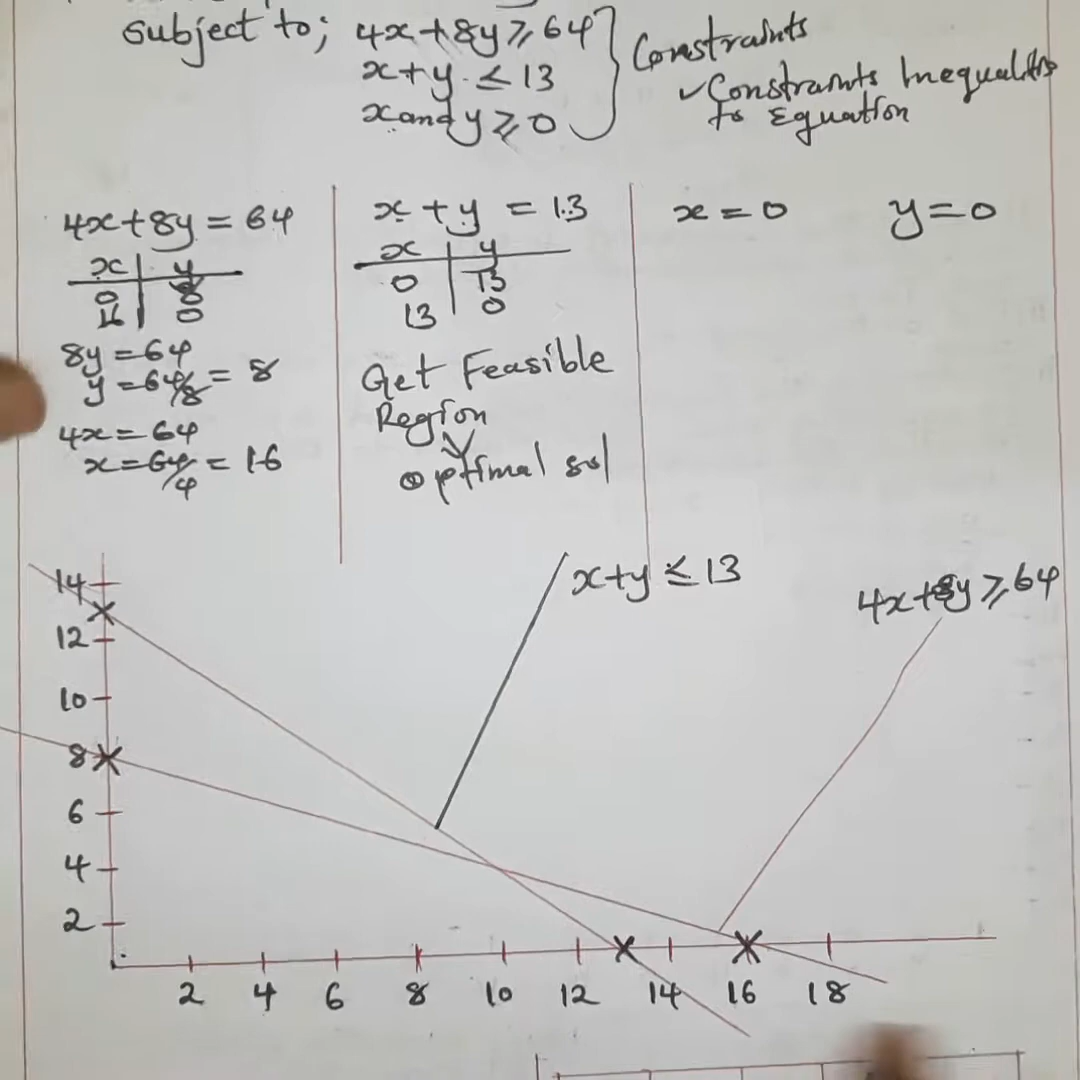 Subject to; 4x+8y ≥ 64
x+y ≤ 13
x and y ≥ 0
Constraints
✓Constraints Inequalities
to Equation
4x+8y = 64
x | y
0 | 8
16 | 0
8y = 64
y = 64/8 = 8
4x = 64
x = 64/4 = 16
x + y = 13
x | y
0 | 13
13 | 0
Get Feasible
Region
optimal sol
x = 0
y = 0
x+y ≤ 13
4x+8y ≥ 64
14
12
10
8
6
4
2
2 4 6 8 10 12 14 16 18